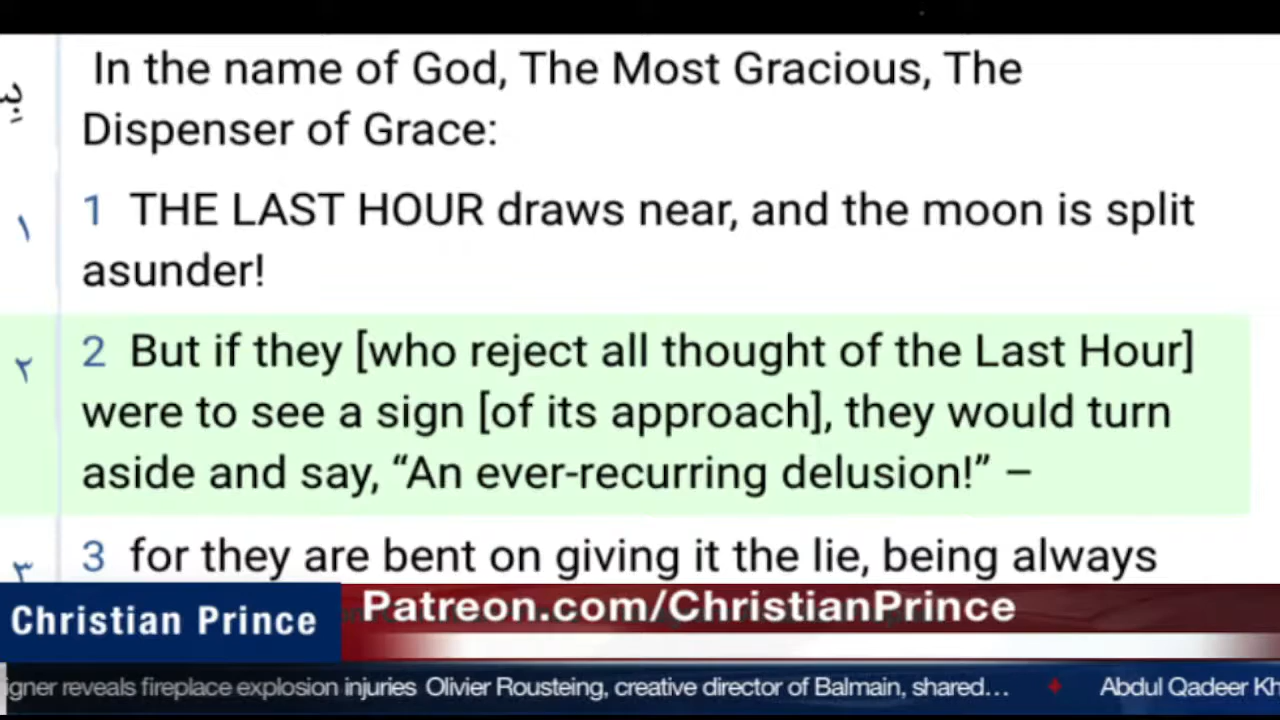 In the name of God, The Most Gracious, The
Dispenser of Grace:
١
1 THE LAST HOUR draws near, and the moon is split
asunder!
٢
2 But if they [who reject all thought of the Last Hour]
were to see a sign [of its approach], they would turn
aside and say, “An ever-recurring delusion!” –
٣
3 for they are bent on giving it the lie, being always
Christian Prince
Patreon.com/ChristianPrince
igner reveals fireplace explosion injuries Olivier Rousteing, creative director of Balmain, shared... Abdul Qadeer Kh